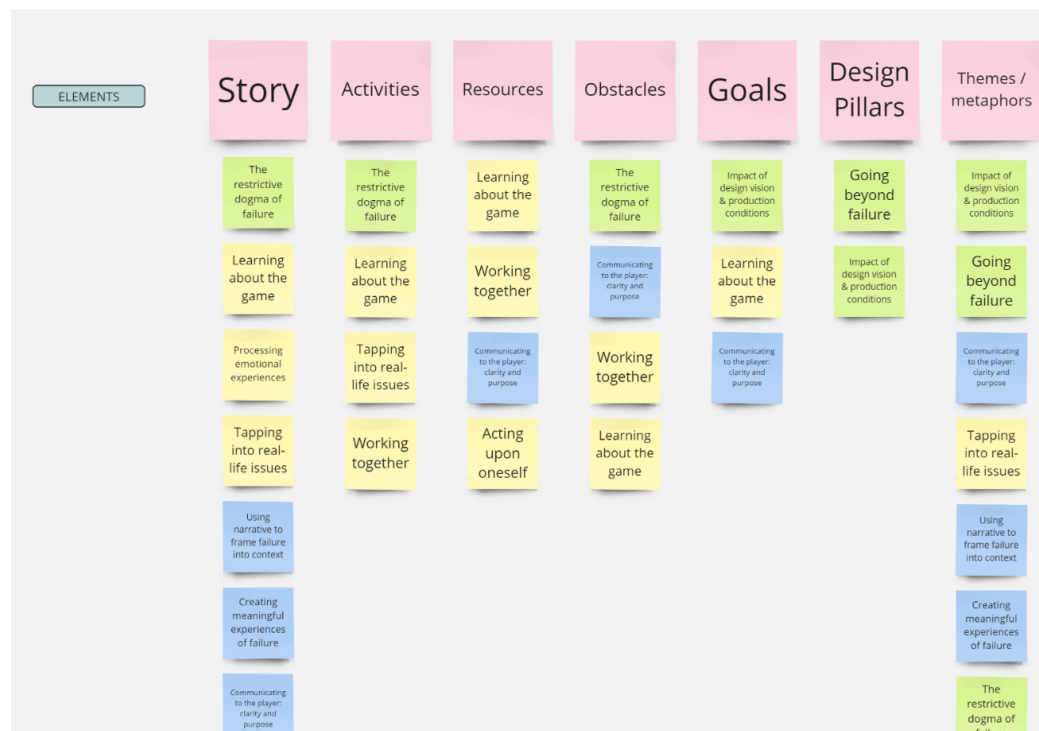 ELEMENTS
Story
Activities
Resources
Obstacles
Goals
Design
Pillars
Themes /
metaphors
The
restrictive
dogma of
failure
Learning
about the
game
Processing
emotional
experiences
Tapping
into real-
life issues
Using
narrative to
frame failure
into context
Creating
meaningful
experiences
of failure
Communicating
to the player:
clarity and
purpose
The
restrictive
dogma of
failure
Learning
about the
game
Tapping
into real-
life issues
Working
together
Learning
about the
game
Working
together
Communicating
to the player:
clarity and
purpose
Acting
upon
oneself
The
restrictive
dogma of
failure
Communicating
to the player:
clarity and
purpose
Working
together
Learning
about the
game
Impact of
design vision
& production
conditions
Learning
about the
game
Communicating
to the player:
clarity and
purpose
Going
beyond
failure
Impact of
design vision
& production
conditions
Impact of
design vision
& production
conditions
Going
beyond
failure
Communicating
to the player:
clarity and
purpose
Tapping
into real-
life issues
Using
narrative to
frame failure
into context
Creating
meaningful
experiences
of failure
The
restrictive
dogma of